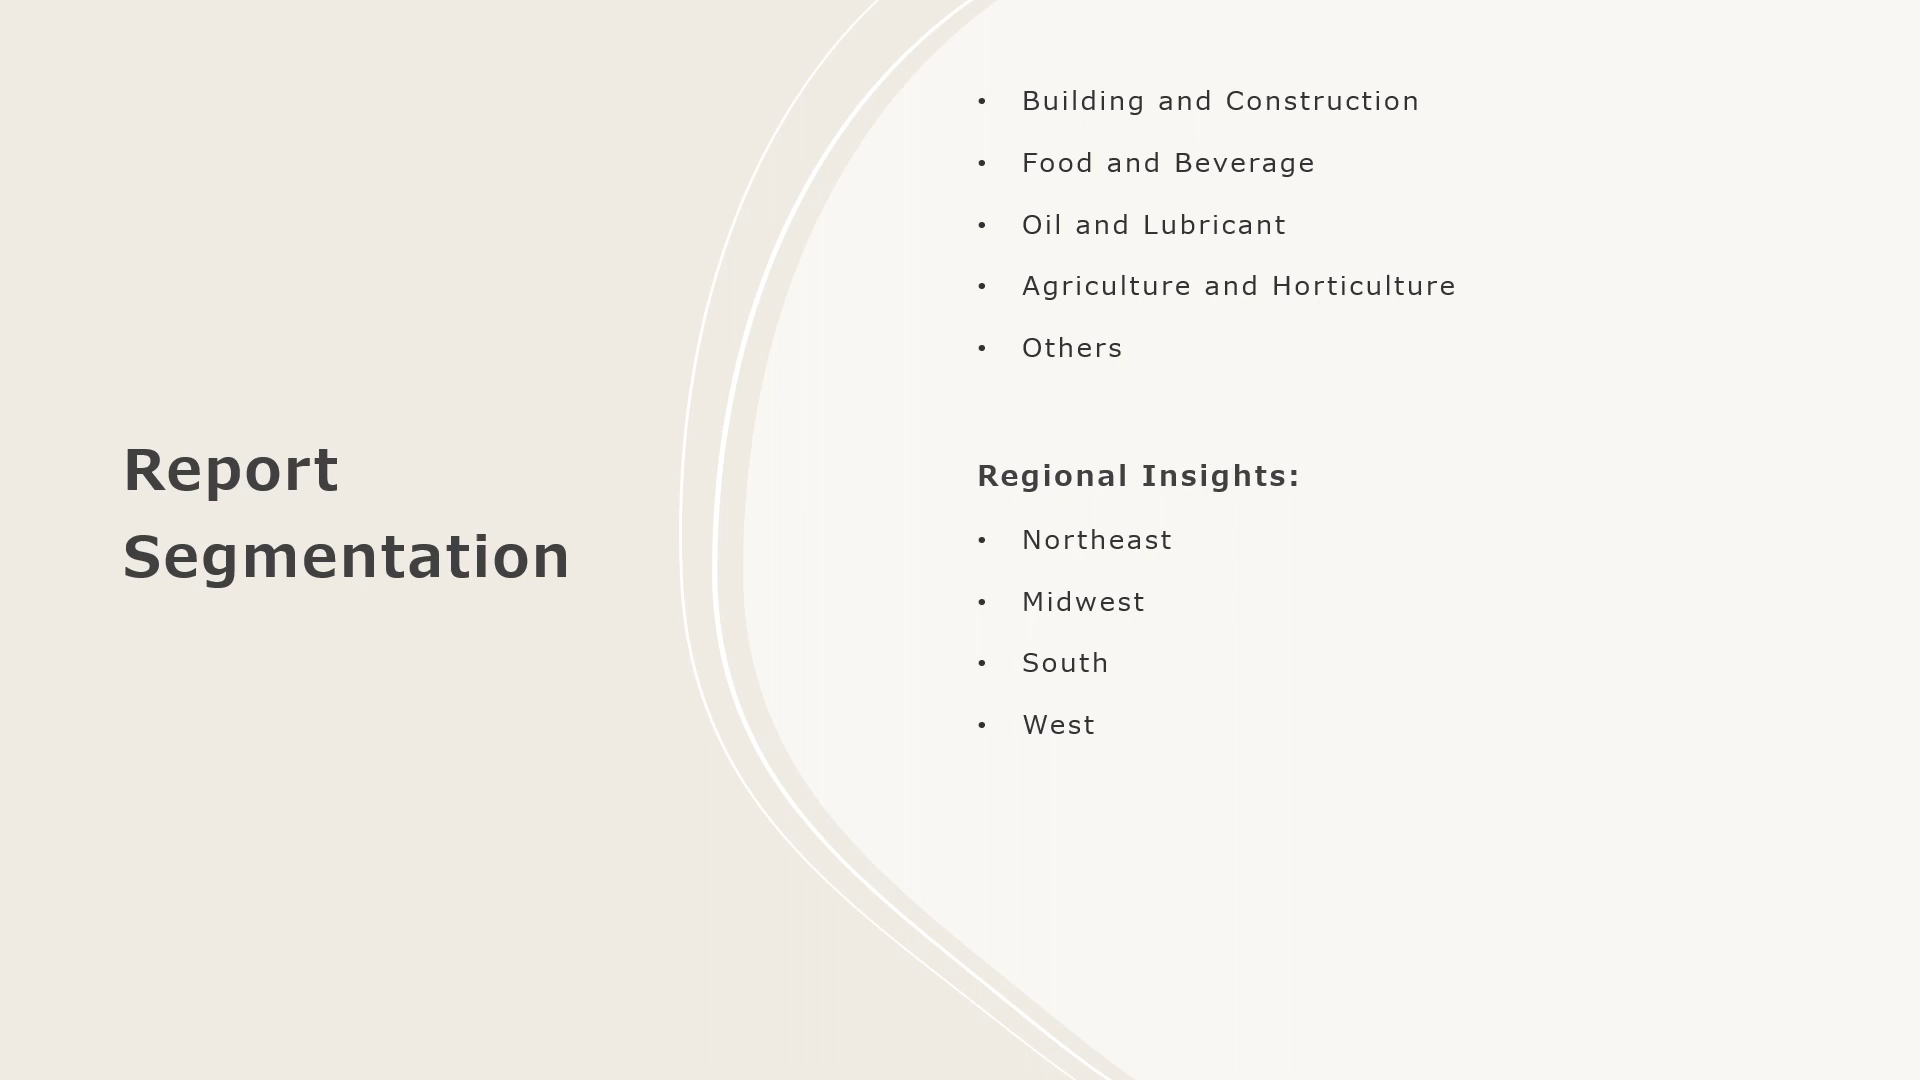 Report
Segmentation
• Building and Construction
• Food and Beverage
• Oil and Lubricant
• Agriculture and Horticulture
• Others
Regional Insights:
• Northeast
• Midwest
• South
• West